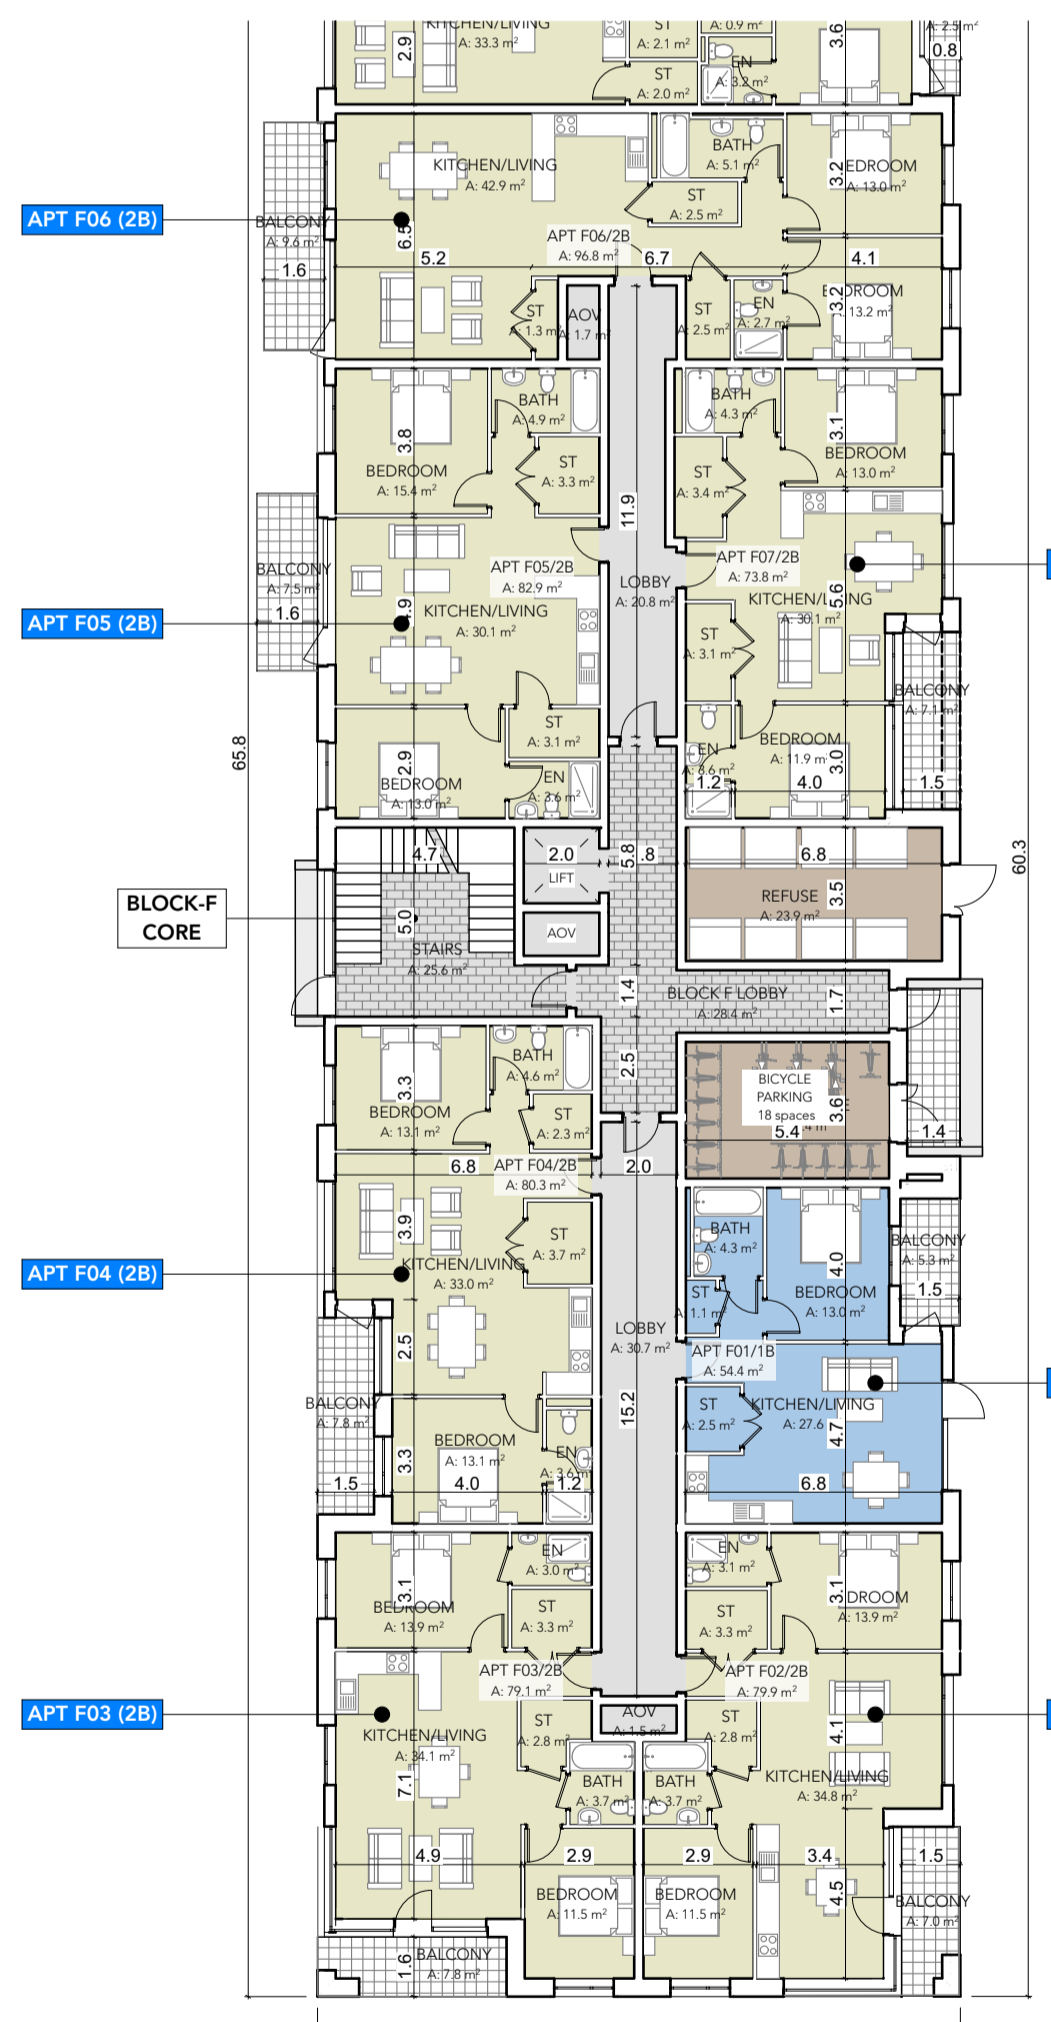 KITCHEN/LIVING
A: 33.3 m²
2.9
ST
A: 2.1 m²
A: 0.9 m²
ST
A: 2.0 m²
EN
A: 3.2 m²
3.6
A: 2.5 m²
0.8
APT F06 (2B)
BALCONY
A: 9.6 m²
1.6
KITCHEN/LIVING
A: 42.9 m²
6.5
5.2
BATH
A: 5.1 m²
ST
A: 2.5 m²
APT F06/2B
A: 96.8 m²
6.7
3.2
BEDROOM
A: 13.0 m²
4.1
3.2
BEDROOM
13.2 m²
ST
A: 1.3 m²
AOV
A: 1.7 m²
ST
A: 2.5 m²
EN
A: 2.7 m²
3.8
BEDROOM
A: 15.4 m²
BATH
A: 4.9 m²
ST
A: 3.3 m²
11.9
BATH
A: 4.3 m²
ST
A: 3.4 m²
3.1
BEDROOM
A: 13.0 m²
APT F05 (2B)
BALCONY
A: 7.5 m²
1.6
APT F05/2B
A: 82.9 m²
KITCHEN/LIVING
A: 30.1 m²
LOBBY
A: 20.8 m²
APT F07/2B
A: 73.8 m²
KITCHEN/LIVING
A: 30.1 m²
5.6
ST
A: 3.1 m²
BALCONY
A: 7.1 m²
1.5
ST
A: 3.1 m²
2.9
BEDROOM
A: 13.0 m²
EN
A: 3.6 m²
EN
A: 3.6 m²
1.2
BEDROOM
A: 11.9 m²
3.0
4.0
65.8
60.3
BLOCK-F
CORE
4.7
5.0
STAIRS
A: 25.6 m²
2.0
LIFT
AOV
5.8
.8
6.8
REFUSE
A: 23.9 m²
3.5
1.4
BLOCK F LOBBY
A: 28.4 m²
1.7
2.5
3.3
BEDROOM
A: 13.1 m²
BATH
A: 4.6 m²
ST
A: 2.3 m²
BICYCLE
PARKING
18 spaces
3.6
5.4
1.4
6.8
APT F04/2B
A: 80.3 m²
2.0
APT F04 (2B)
3.9
KITCHEN/LIVING
A: 33.0 m²
ST
A: 3.7 m²
2.5
BATH
A: 4.3 m²
ST
A: 1.1 m²
4.0
BEDROOM
A: 13.0 m²
BALCONY
A: 5.3 m²
1.5
LOBBY
A: 30.7 m²
15.2
APT F01/1B
A: 54.4 m²
ST
A: 2.5 m²
KITCHEN/LIVING
A: 27.6
4.7
6.8
BALCONY
A: 7.8 m²
1.5
3.3
BEDROOM
A: 13.1 m²
4.0
EN
A: 3.6 m²
1.2
3.1
BEDROOM
A: 13.9 m²
EN
A: 3.0 m²
ST
A: 3.3 m²
EN
A: 3.1 m²
ST
A: 3.3 m²
3.1
BEDROOM
A: 13.9 m²
APT F03 (2B)
APT F03/2B
A: 79.1 m²
KITCHEN/LIVING
A: 34.1 m²
7.1
ST
A: 2.8 m²
AOV
A: 1.5 m²
APT F02/2B
A: 79.9 m²
ST
A: 2.8 m²
4.1
KITCHEN/LIVING
A: 34.8 m²
BATH
A: 3.7 m²
BATH
A: 3.7 m²
4.9
2.9
2.9
3.4
4.5
1.5
BEDROOM
A: 11.5 m²
BEDROOM
A: 11.5 m²
BALCONY
A: 7.0 m²
1.6
BALCONY
A: 7.8 m²